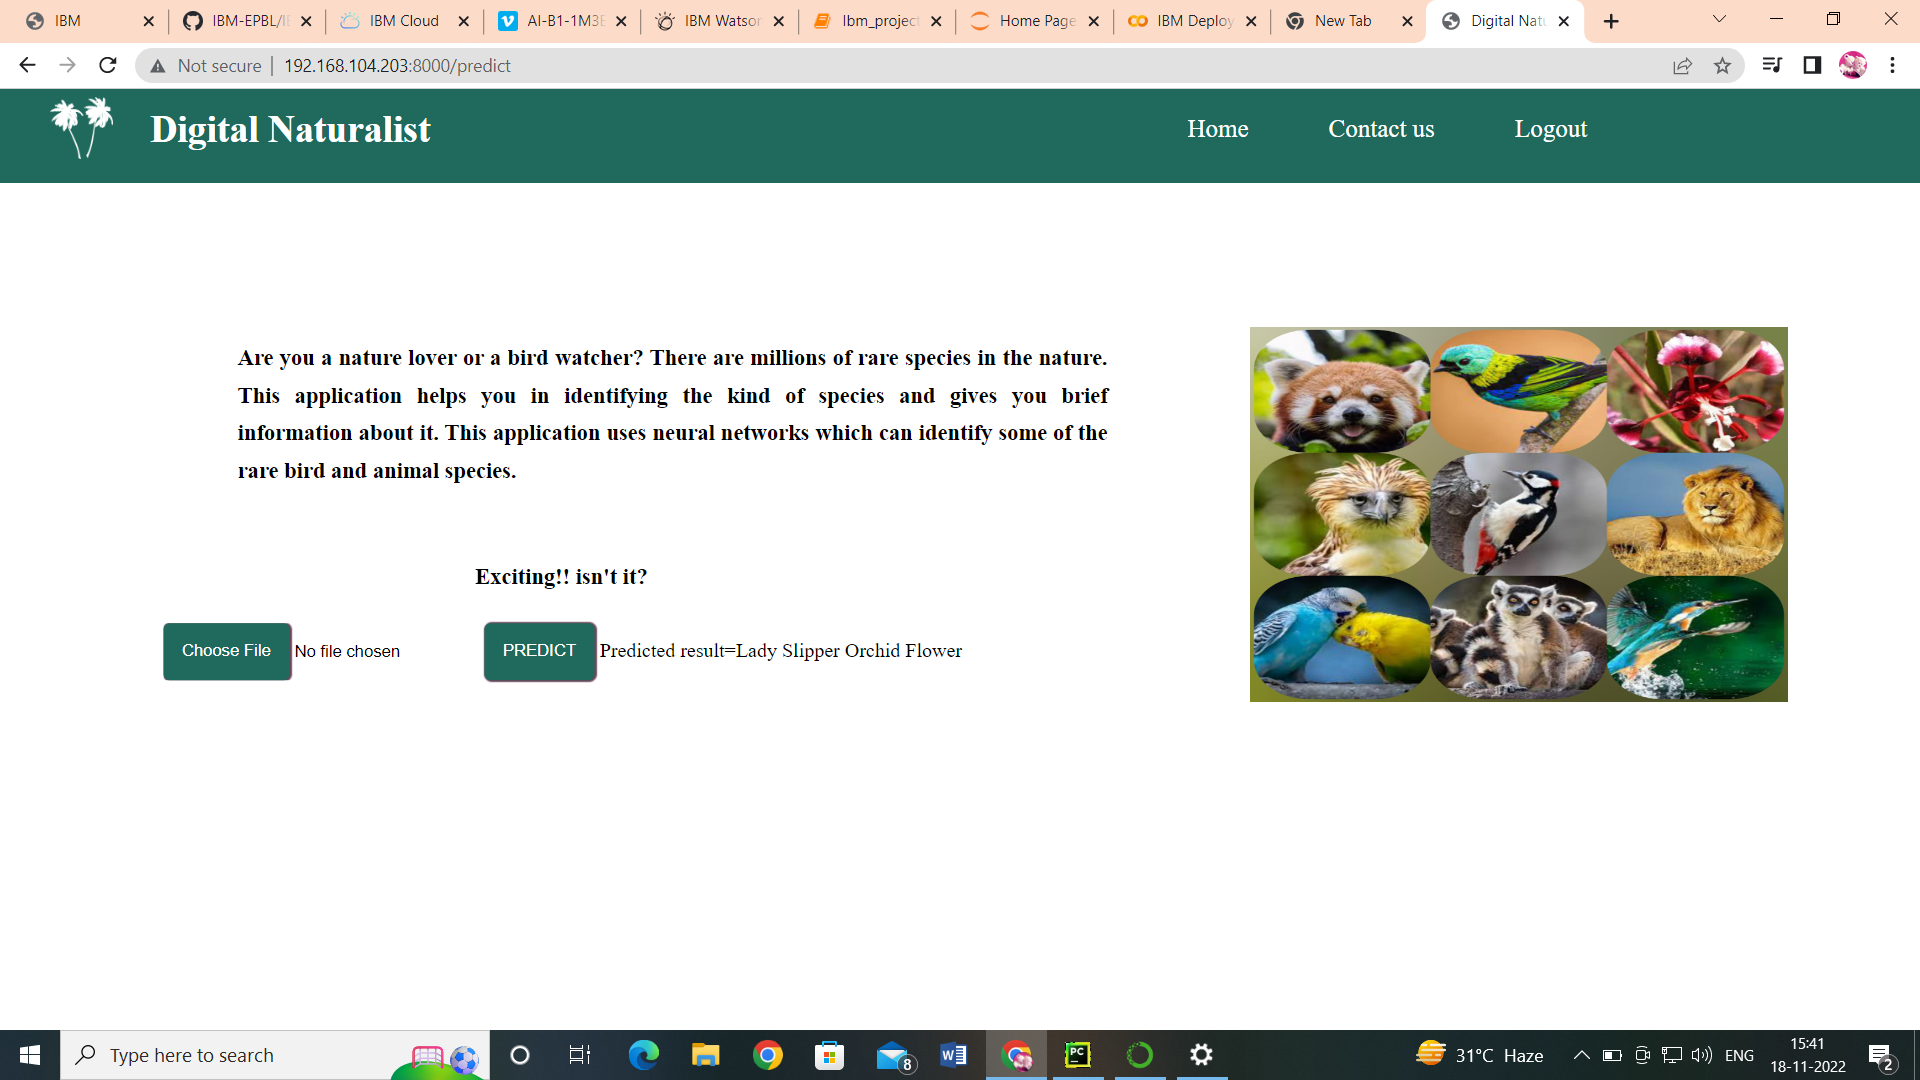 IBM
IBM-EPBL/IE
IBM Cloud
AI-B1-1M3E
IBM Watson
Ibm_project
Home Page
IBM Deploy
New Tab
Digital Natu
Not secure
192.168.104.203:8000/predict
Digital Naturalist
Home
Contact us
Logout
Are you a nature lover or a bird watcher? There are millions of rare species in the nature.
This application helps you in identifying the kind of species and gives you brief
information about it. This application uses neural networks which can identify some of the
rare bird and animal species.
Exciting!! isn't it?
Choose File No file chosen
PREDICT Predicted result=Lady Slipper Orchid Flower
Type here to search
8
PC
31°C Haze
ENG
15:41
18-11-2022
2